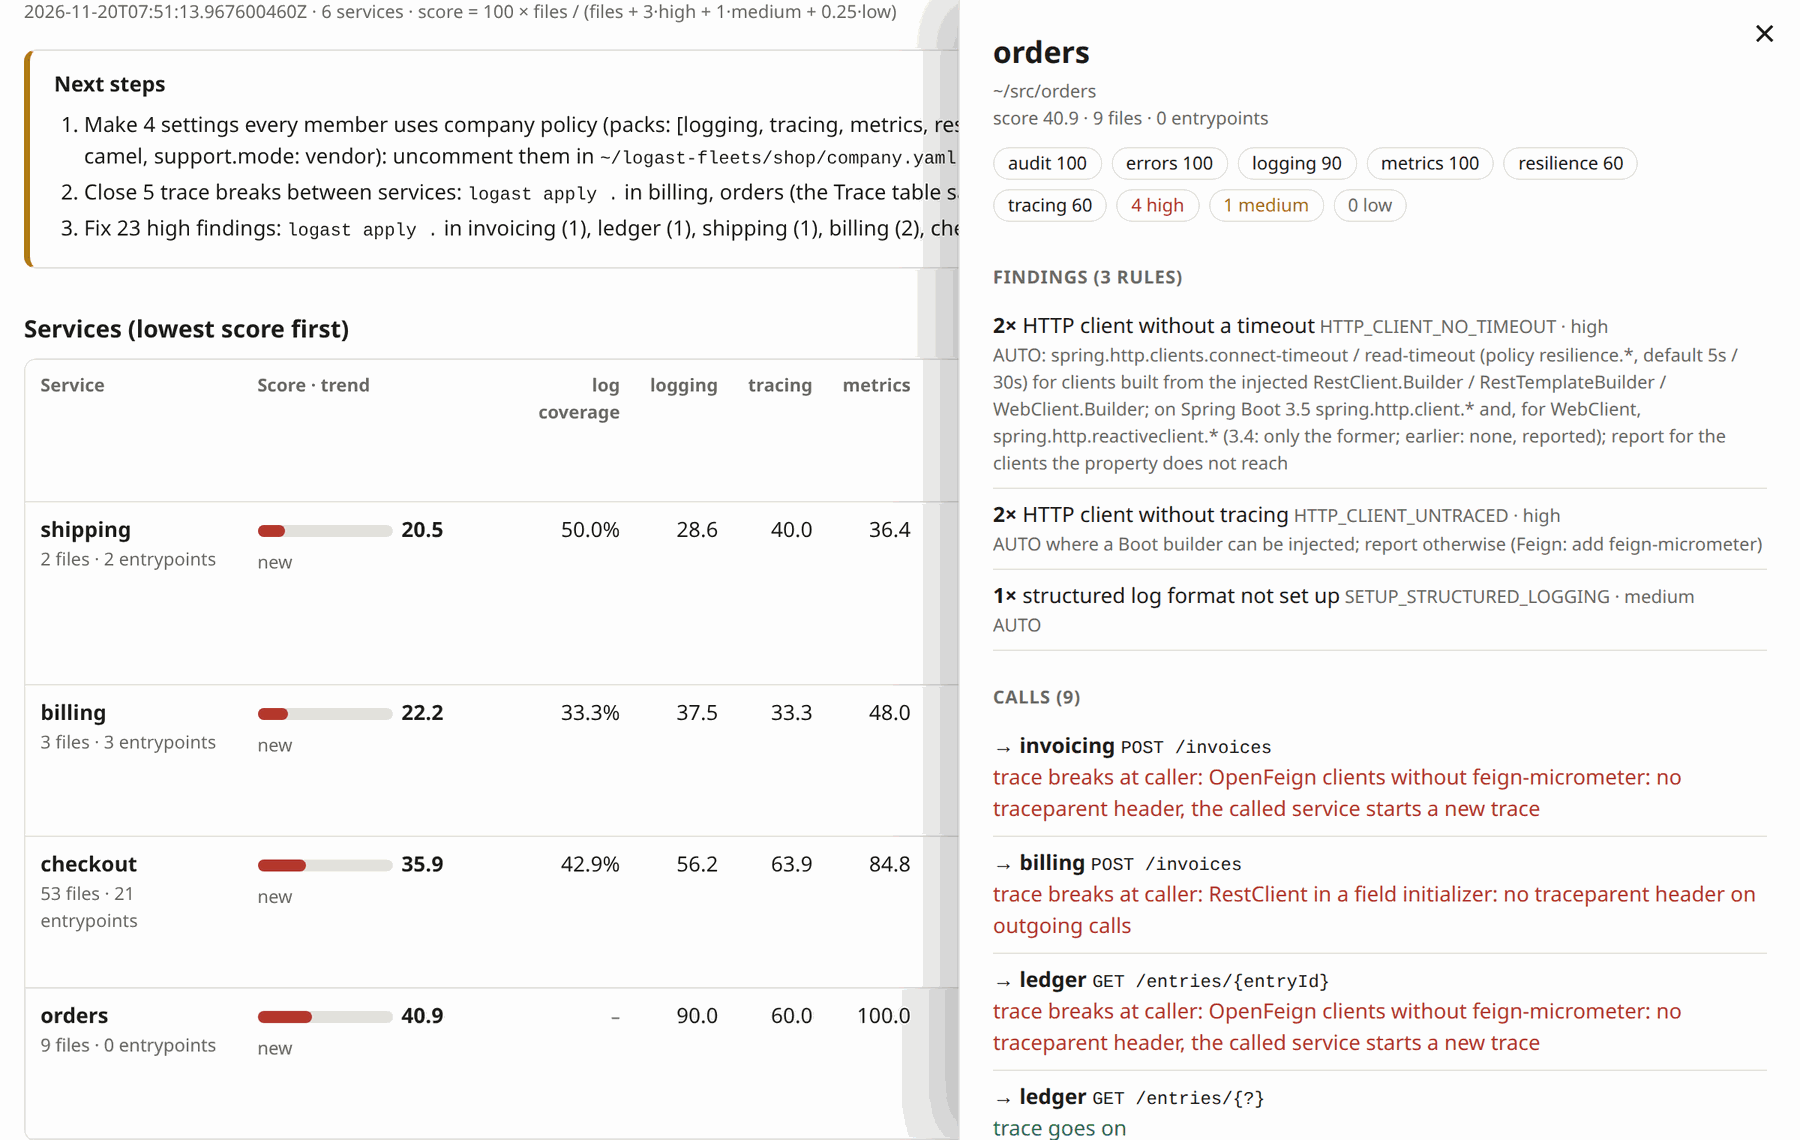 2026-11-20T07:51:13.967600460Z · 6 services · score = 100 × files / (files + 3·high + 1·medium + 0.25·low)
Next steps
1. Make 4 settings every member uses company policy (packs: [logging, tracing, metrics,
camel, support.mode: vendor): uncomment them in ~/logast-fleets/shop/company.yaml
2. Close 5 trace breaks between services: logast apply . in billing, orders (the Trace table
3. Fix 23 high findings: logast apply . in invoicing (1), ledger (1), shipping (1), billing (2),
Services (lowest score first)
Service Score · trend log coverage logging tracing metrics
shipping 20.5 50.0% 28.6 40.0 36.4
2 files · 2 entrypoints new
billing 22.2 33.3% 37.5 33.3 48.0
3 files · 3 entrypoints new
checkout 35.9 42.9% 56.2 63.9 84.8
53 files · 21 entrypoints new
orders 40.9 – 90.0 60.0 100.0
9 files · 0 entrypoints new
×
orders
~/src/orders
score 40.9 · 9 files · 0 entrypoints
audit 100 errors 100 logging 90 metrics 100 resilience 60
tracing 60 4 high 1 medium 0 low
FINDINGS (3 RULES)
2× HTTP client without a timeout HTTP_CLIENT_NO_TIMEOUT · high
AUTO: spring.http.clients.connect-timeout / read-timeout (policy resilience.*, default 5s /
30s) for clients built from the injected RestClient.Builder / RestTemplateBuilder /
WebClient.Builder; on Spring Boot 3.5 spring.http.client.* and, for WebClient,
spring.http.reactiveclient.* (3.4: only the former; earlier: none, reported); report for the
clients the property does not reach
2× HTTP client without tracing HTTP_CLIENT_UNTRACED · high
AUTO where a Boot builder can be injected; report otherwise (Feign: add feign-micrometer)
1× structured log format not set up SETUP_STRUCTURED_LOGGING · medium
AUTO
CALLS (9)
→ invoicing POST /invoices
trace breaks at caller: OpenFeign clients without feign-micrometer: no
traceparent header, the called service starts a new trace
→ billing POST /invoices
trace breaks at caller: RestClient in a field initializer: no traceparent header on
outgoing calls
→ ledger GET /entries/{entryId}
trace breaks at caller: OpenFeign clients without feign-micrometer: no
traceparent header, the called service starts a new trace
→ ledger GET /entries/{?}
trace goes on